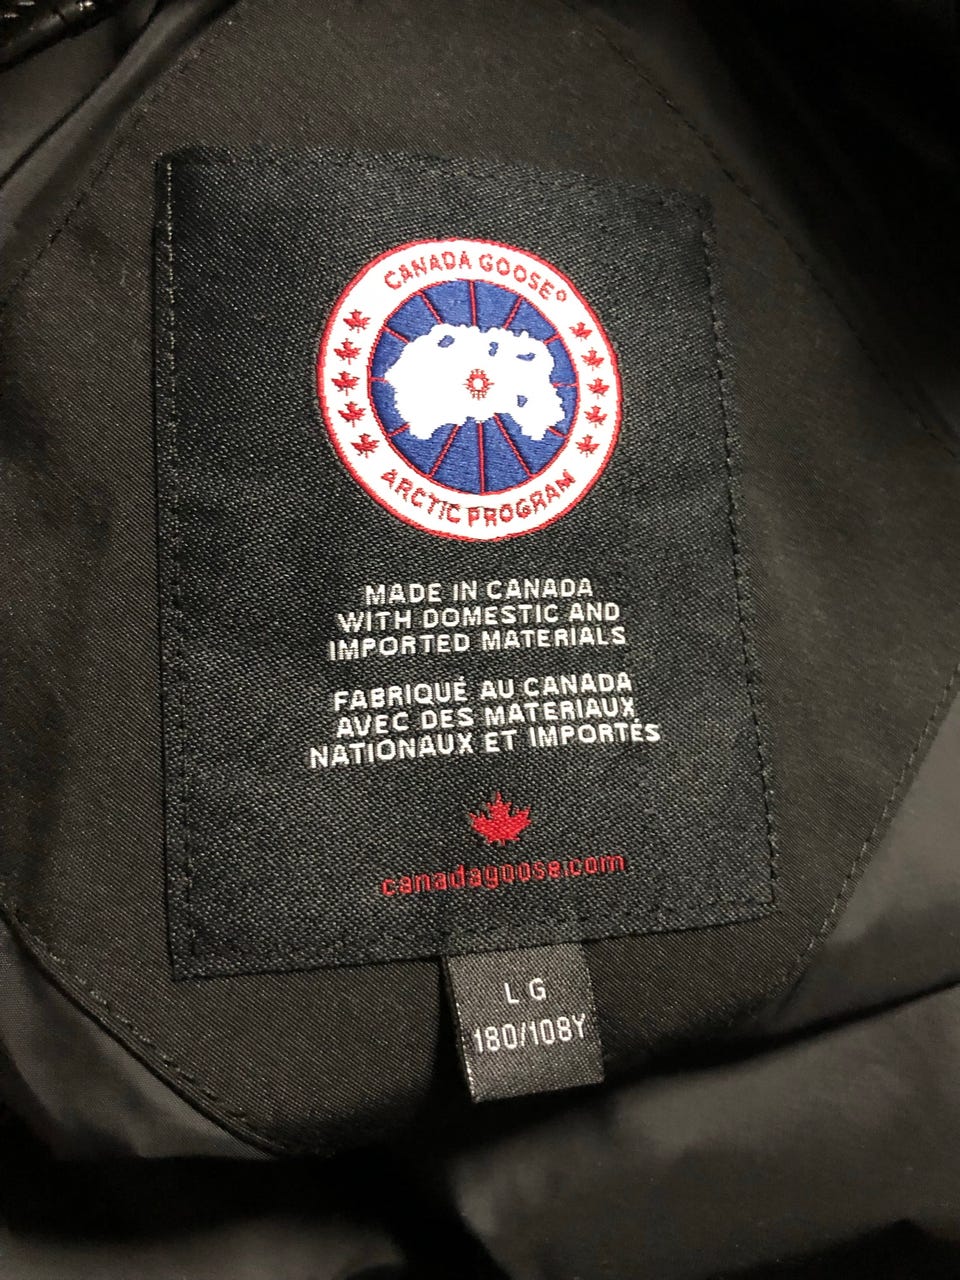 CANADA GOOSE®
ARCTIC PROGRAM
MADE IN CANADA
WITH DOMESTIC AND
IMPORTED MATERIALS
FABRIQUÉ AU CANADA
AVEC DES MATERIAUX
NATIONAUX ET IMPORTÉS
canadagoose.com
LG
180/108Y